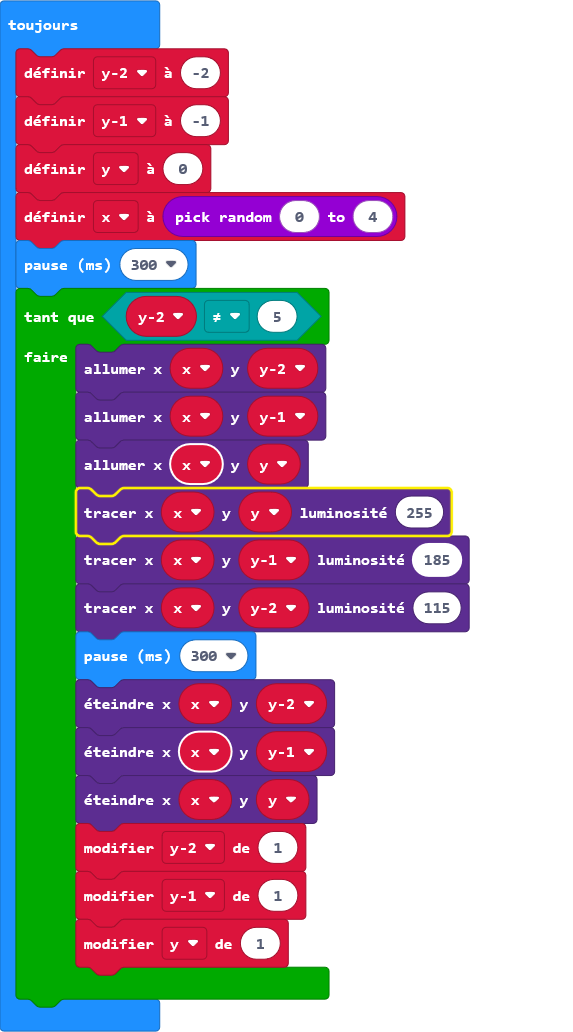 toujours
définir y-2 à -2
définir y-1 à -1
définir y à 0
définir x à pick random 0 to 4
pause (ms) 300
tant que y-2 ≠ 5
faire
allumer x x y y-2
allumer x x y y-1
allumer x x y y
tracer x x y y luminosité 255
tracer x x y y-1 luminosité 185
tracer x x y y-2 luminosité 115
pause (ms) 300
éteindre x x y y-2
éteindre x x y y-1
éteindre x x y y
modifier y-2 de 1
modifier y-1 de 1
modifier y de 1